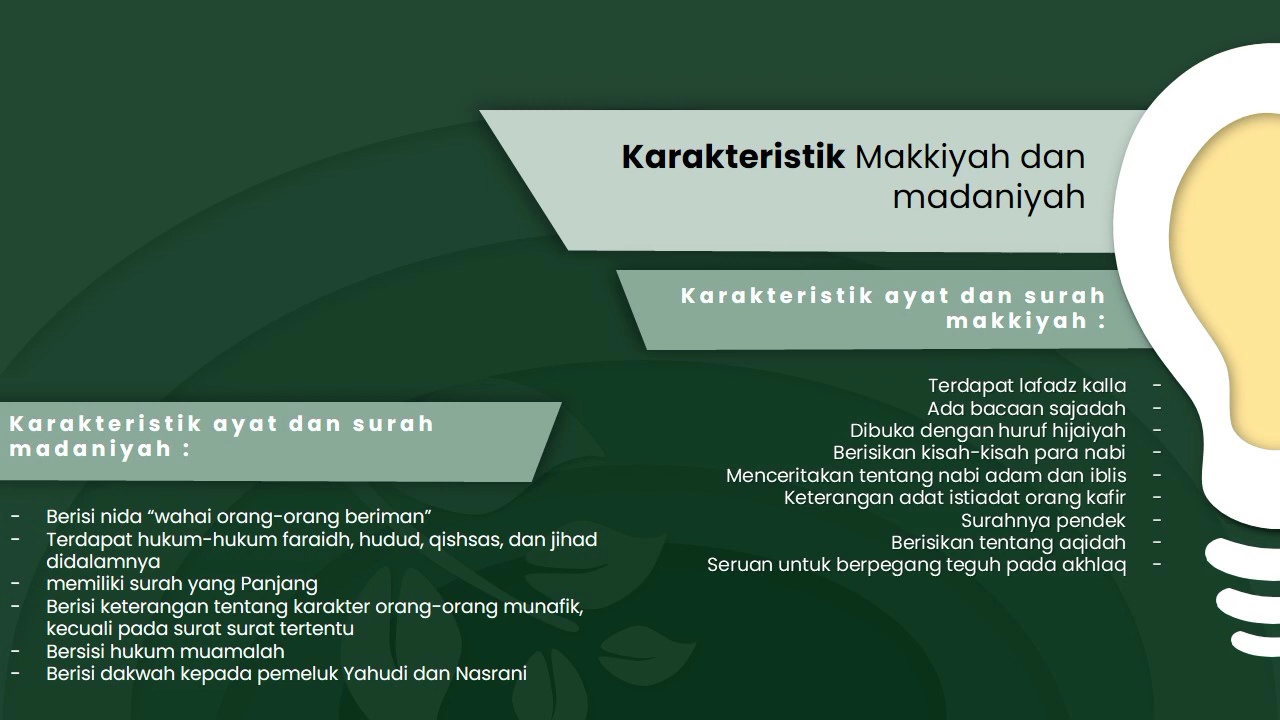 Karakteristik Makkiyah dan
madaniyah
Karakteristik ayat dan surah
makkiyah :
Terdapat lafadz kalla -
Ada bacaan sajadah -
Dibuka dengan huruf hijaiyah -
Berisikan kisah-kisah para nabi -
Menceritakan tentang nabi adam dan iblis -
Keterangan adat istiadat orang kafir -
Surahnya pendek -
Berisikan tentang aqidah -
Seruan untuk berpegang teguh pada akhlaq -
Karakteristik ayat dan surah
madaniyah :
- Berisi nida “wahai orang-orang beriman”
- Terdapat hukum-hukum faraidh, hudud, qishsas, dan jihad
didalamnya
- memiliki surah yang Panjang
- Berisi keterangan tentang karakter orang-orang munafik,
kecuali pada surat surat tertentu
- Bersisi hukum muamalah
- Berisi dakwah kepada pemeluk Yahudi dan Nasrani